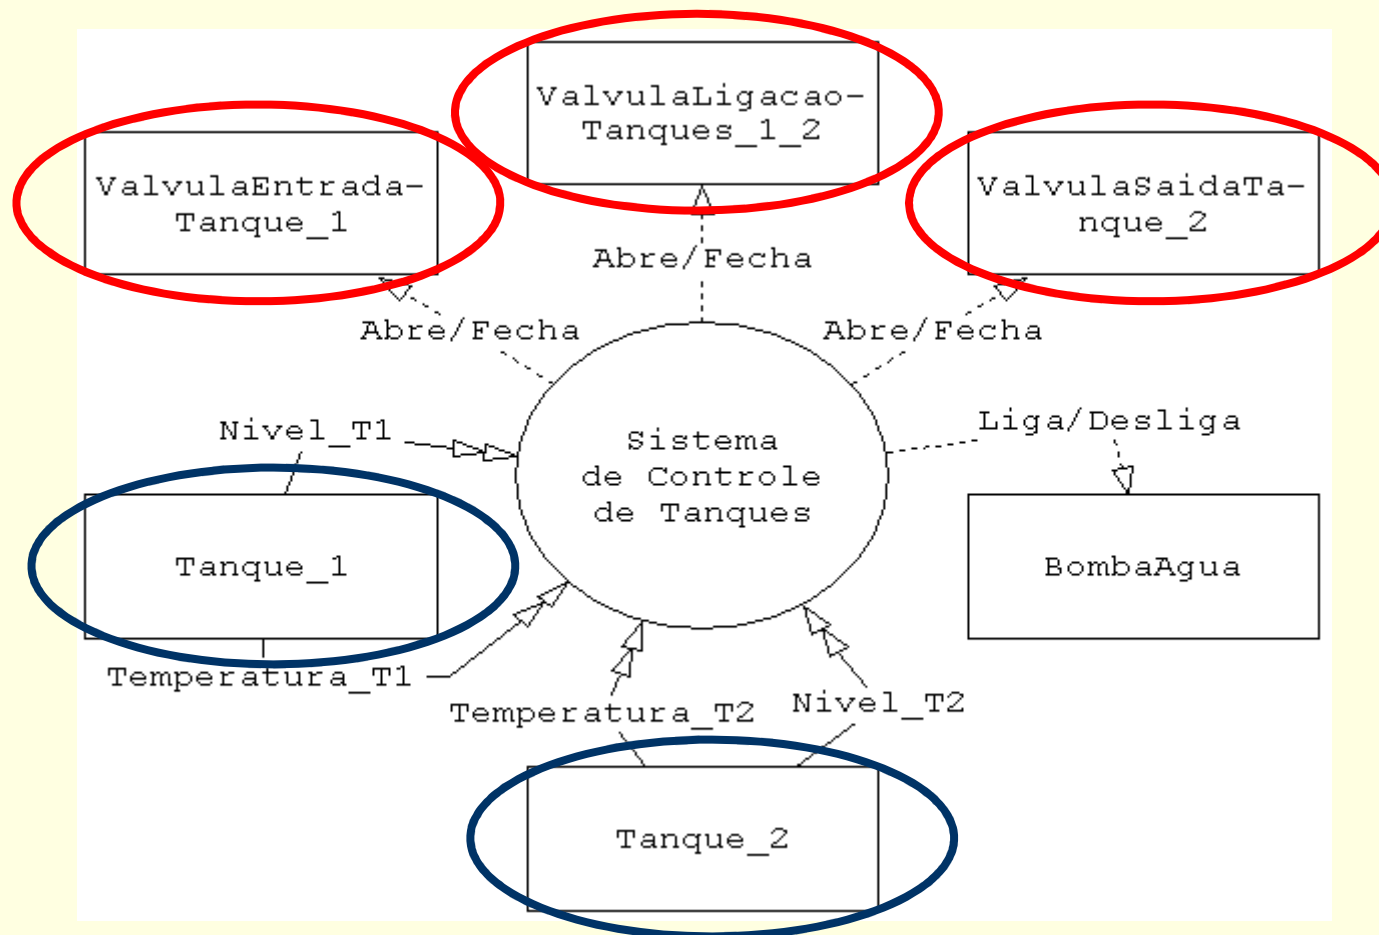 ValvulaLigacao-
Tanques_1_2
ValvulaEntrada-
Tanque_1
ValvulaSaidaTa-
nque_2
Abre/Fecha
Abre/Fecha
Abre/Fecha
Nivel_T1
Liga/Desliga
Sistema
de Controle
de Tanques
Tanque_1
BombaAgua
Temperatura_T1
Temperatura_T2
Nivel_T2
Tanque_2